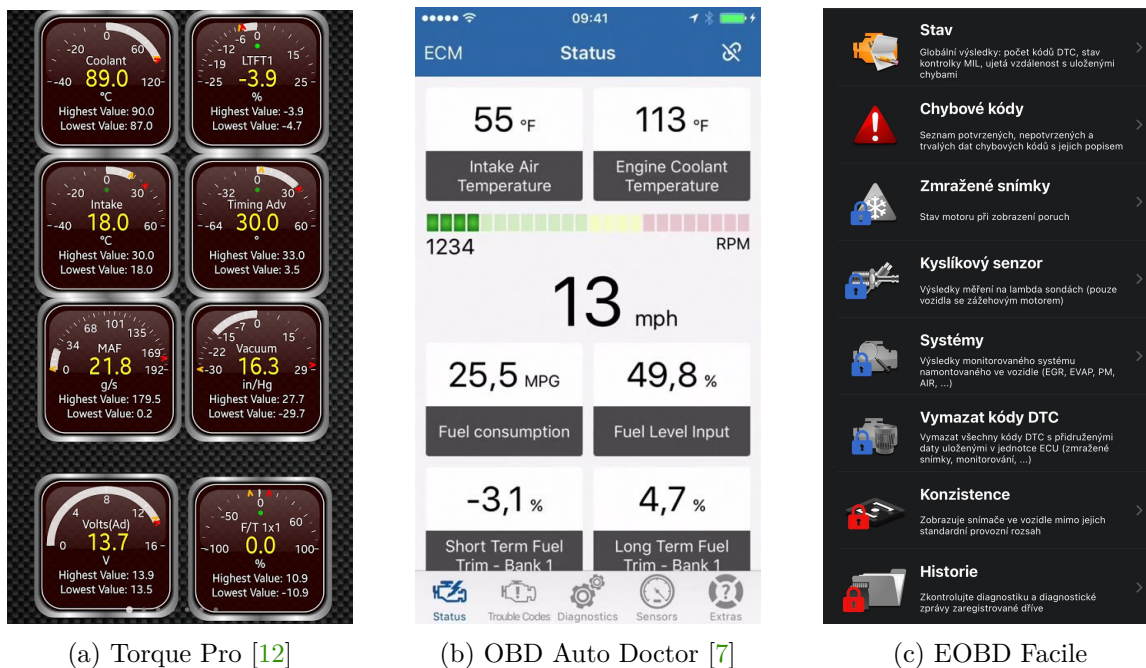 -20 0 60
Coolant
-40 89.0 120
°C
Highest Value: 90.0
Lowest Value: 87.0
-19 -12 -6 0 15
LTFT1
-25 -3.9 25
%
Highest Value: -3.9
Lowest Value: -4.7
-20 0 30
Intake
-40 18.0 60
°C
Highest Value: 30.0
Lowest Value: 18.0
-32 0 30
Timing Adv
-64 30.0 60
°
Highest Value: 33.0
Lowest Value: 3.5
34 68 101 135 169
MAF
0 21.8 192
g/s
Highest Value: 179.5
Lowest Value: 0.2
-22 -15 -7 0 15
Vacuum
-30 16.3 29
in/Hg
Highest Value: 27.7
Lowest Value: -29.7
4 8 12
Volts(Ad)
0 13.7 16
V
Highest Value: 13.9
Lowest Value: 13.5
-50 0 60
F/T 1x1
-100 0.0 100
%
Highest Value: 10.9
Lowest Value: -10.9
(a) Torque Pro [12]
09:41
ECM Status
55 °F
Intake Air
Temperature
113 °F
Engine Coolant
Temperature
1234 RPM
13 mph
25,5 MPG
Fuel consumption
49,8 %
Fuel Level Input
-3,1 %
Short Term Fuel
Trim - Bank 1
4,7 %
Long Term Fuel
Trim - Bank 1
Status Trouble Codes Diagnostics Sensors Extras
(b) OBD Auto Doctor [7]
Stav
Globální výsledky: počet kódů DTC, stav
kontrolky MIL, ujetá vzdálenost s uloženými
chybami
Chybové kódy
Seznam potvrzených, nepotvrzených a
trvalých dat chybových kódů s jejich popisem
Zmražené snímky
Stav motoru při zobrazení poruch
Kyslíkový senzor
Výsledky měření na lambda sondách (pouze
vozidla se zážehovým motorem)
Systémy
Výsledky monitorovaného systému
namontovaného ve vozidle (EGR, EVAP, PM,
AIR, ...)
Vymazat kódy DTC
Vymazat všechny kódy DTC s přidruženými
daty uloženými v jednotce ECU (zmražené
snímky, monitorování, ...)
Konzistence
Zobrazuje snímače ve vozidle mimo jejich
standardní provozní rozsah
Historie
Zkontrolujte diagnostiku a diagnostické
zprávy zaregistrované dříve
(c) EOBD Facile